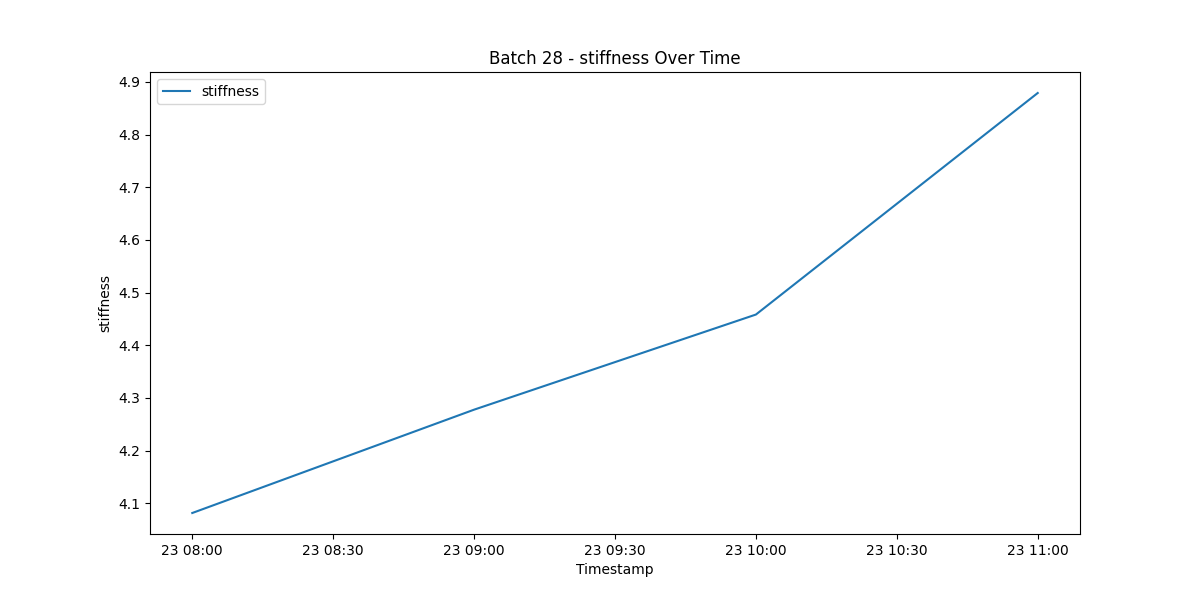 Batch 28 - stiffness Over Time
stiffness
4.9
4.8
4.7
4.6
4.5
4.4
4.3
4.2
4.1
stiffness
23 08:00 23 08:30 23 09:00 23 09:30 23 10:00 23 10:30 23 11:00
Timestamp